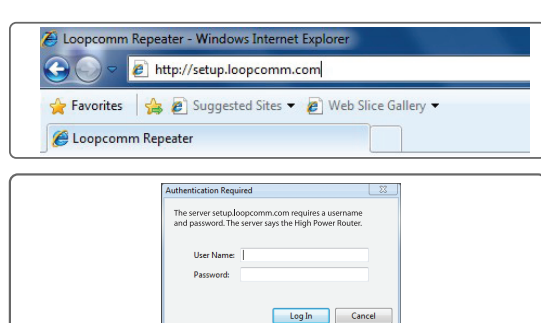 Loopcomm Repeater - Windows Internet Explorer
http://setup.loopcomm.com
Favorites Suggested Sites Web Slice Gallery
Loopcomm Repeater
Authentication Required
The server setup.loopcomm.com requires a username
and password. The server says the High Power Router.
User Name:
Password:
Log In Cancel